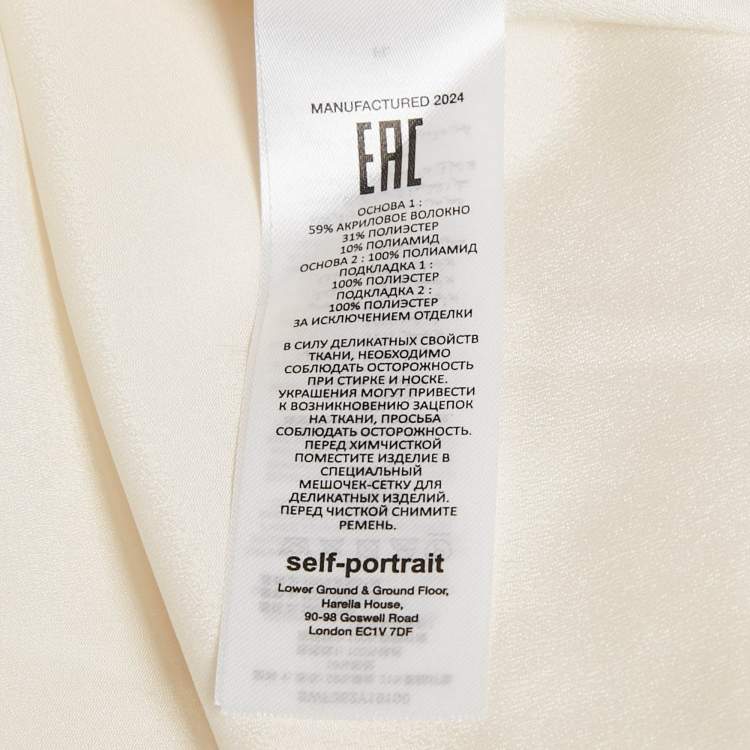 MANUFACTURED 2024
EAC
ОСНОВА 1 :
59% АКРИЛОВОЕ ВОЛОКНО
31% ПОЛИЭСТЕР
10% ПОЛИАМИД
ОСНОВА 2 : 100% ПОЛИАМИД
ПОДКЛАДКА 1 :
100% ПОЛИЭСТЕР
ПОДКЛАДКА 2 :
100% ПОЛИЭСТЕР
ЗА ИСКЛЮЧЕНИЕМ ОТДЕЛКИ
В СИЛУ ДЕЛИКАТНЫХ СВОЙСТВ
ТКАНИ, НЕОБХОДИМО
СОБЛЮДАТЬ ОСТОРОЖНОСТЬ
ПРИ СТИРКЕ И НОСКЕ.
УКРАШЕНИЯ МОГУТ ПРИВЕСТИ
К ВОЗНИКНОВЕНИЮ ЗАЦЕПОК
НА ТКАНИ, ПРОСЬБА
СОБЛЮДАТЬ ОСТОРОЖНОСТЬ.
ПЕРЕД ХИМЧИСТКОЙ
ПОМЕСТИТЕ ИЗДЕЛИЕ В
СПЕЦИАЛЬНЫЙ
МЕШОЧЕК-СЕТКУ ДЛЯ
ДЕЛИКАТНЫХ ИЗДЕЛИЙ.
ПЕРЕД ЧИСТКОЙ СНИМИТЕ
РЕМЕНЬ.
self-portrait
Lower Ground & Ground Floor,
Harella House,
90-98 Goswell Road
London EC1V 7DF